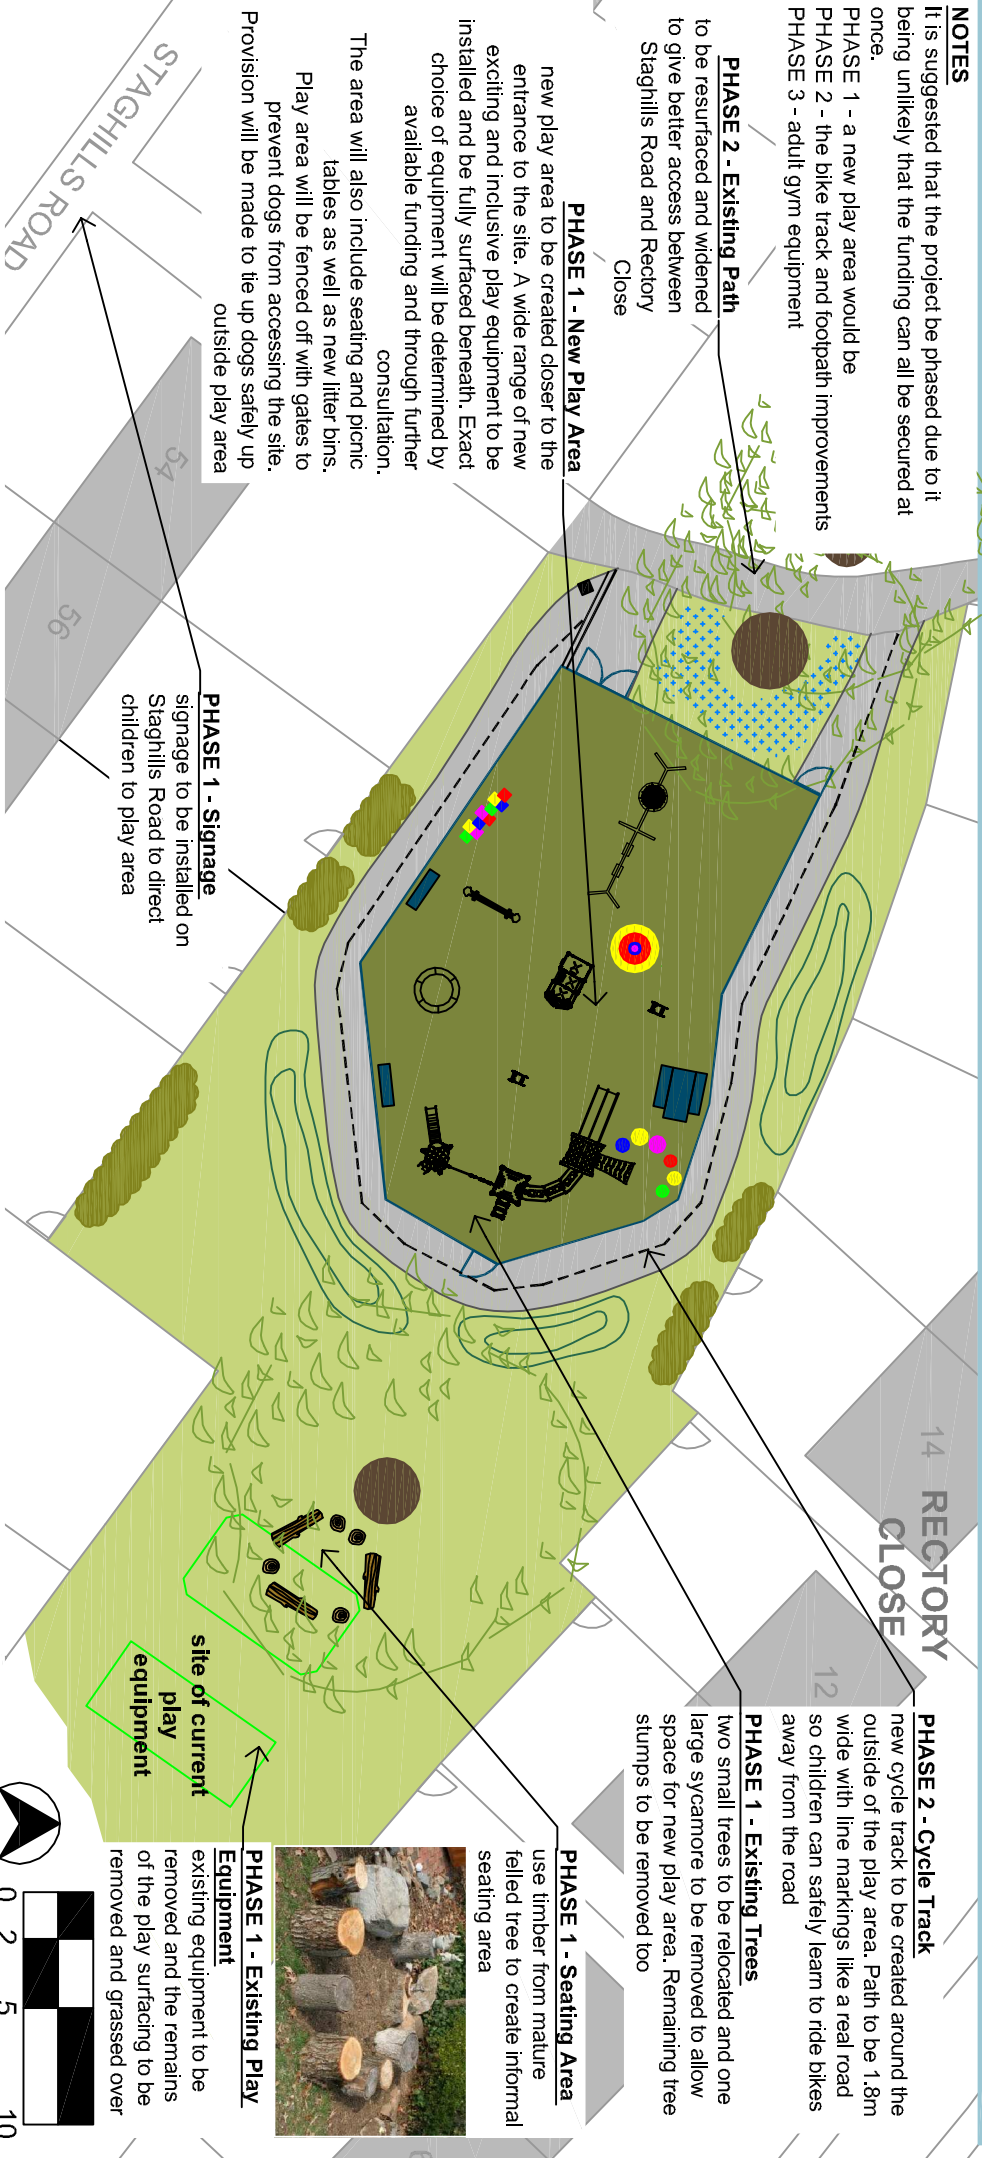 NOTES
It is suggested that the project be phased due to it
being unlikely that the funding can all be secured at
once.
PHASE 1 - a new play area would be
PHASE 2 - the bike track and footpath improvements
PHASE 3 - adult gym equipment
PHASE 2 - Existing Path
to be resurfaced and widened
to give better access between
Staghills Road and Rectory
Close
PHASE 1 - New Play Area
new play area to be created closer to the
entrance to the site. A wide range of new
exciting and inclusive play equipment to be
installed and be fully surfaced beneath. Exact
choice of equipment will be determined by
available funding and through further
consultation.
The area will also include seating and picnic
tables as well as new litter bins.
Play area will be fenced off with gates to
prevent dogs from accessing the site.
Provision will be made to tie up dogs safely up
outside play area
STAGHILLS ROAD
54
56
PHASE 1 - Signage
signage to be installed on
Staghills Road to direct
children to play area
14
RECTORY
CLOSE
12
PHASE 2 - Cycle Track
new cycle track to be created around the
outside of the play area. Path to be 1.8m
wide with line markings like a real road
so children can safely learn to ride bikes
away from the road
PHASE 1 - Existing Trees
two small trees to be relocated and one
large sycamore to be removed to allow
space for new play area. Remaining tree
stumps to be removed too
PHASE 1 - Seating Area
use timber from mature
felled tree to create informal
seating area
site of current
play
equipment
PHASE 1 - Existing Play
Equipment
existing equipment to be
removed and the remains
of the play surfacing to be
removed and grassed over
0 2 5 10